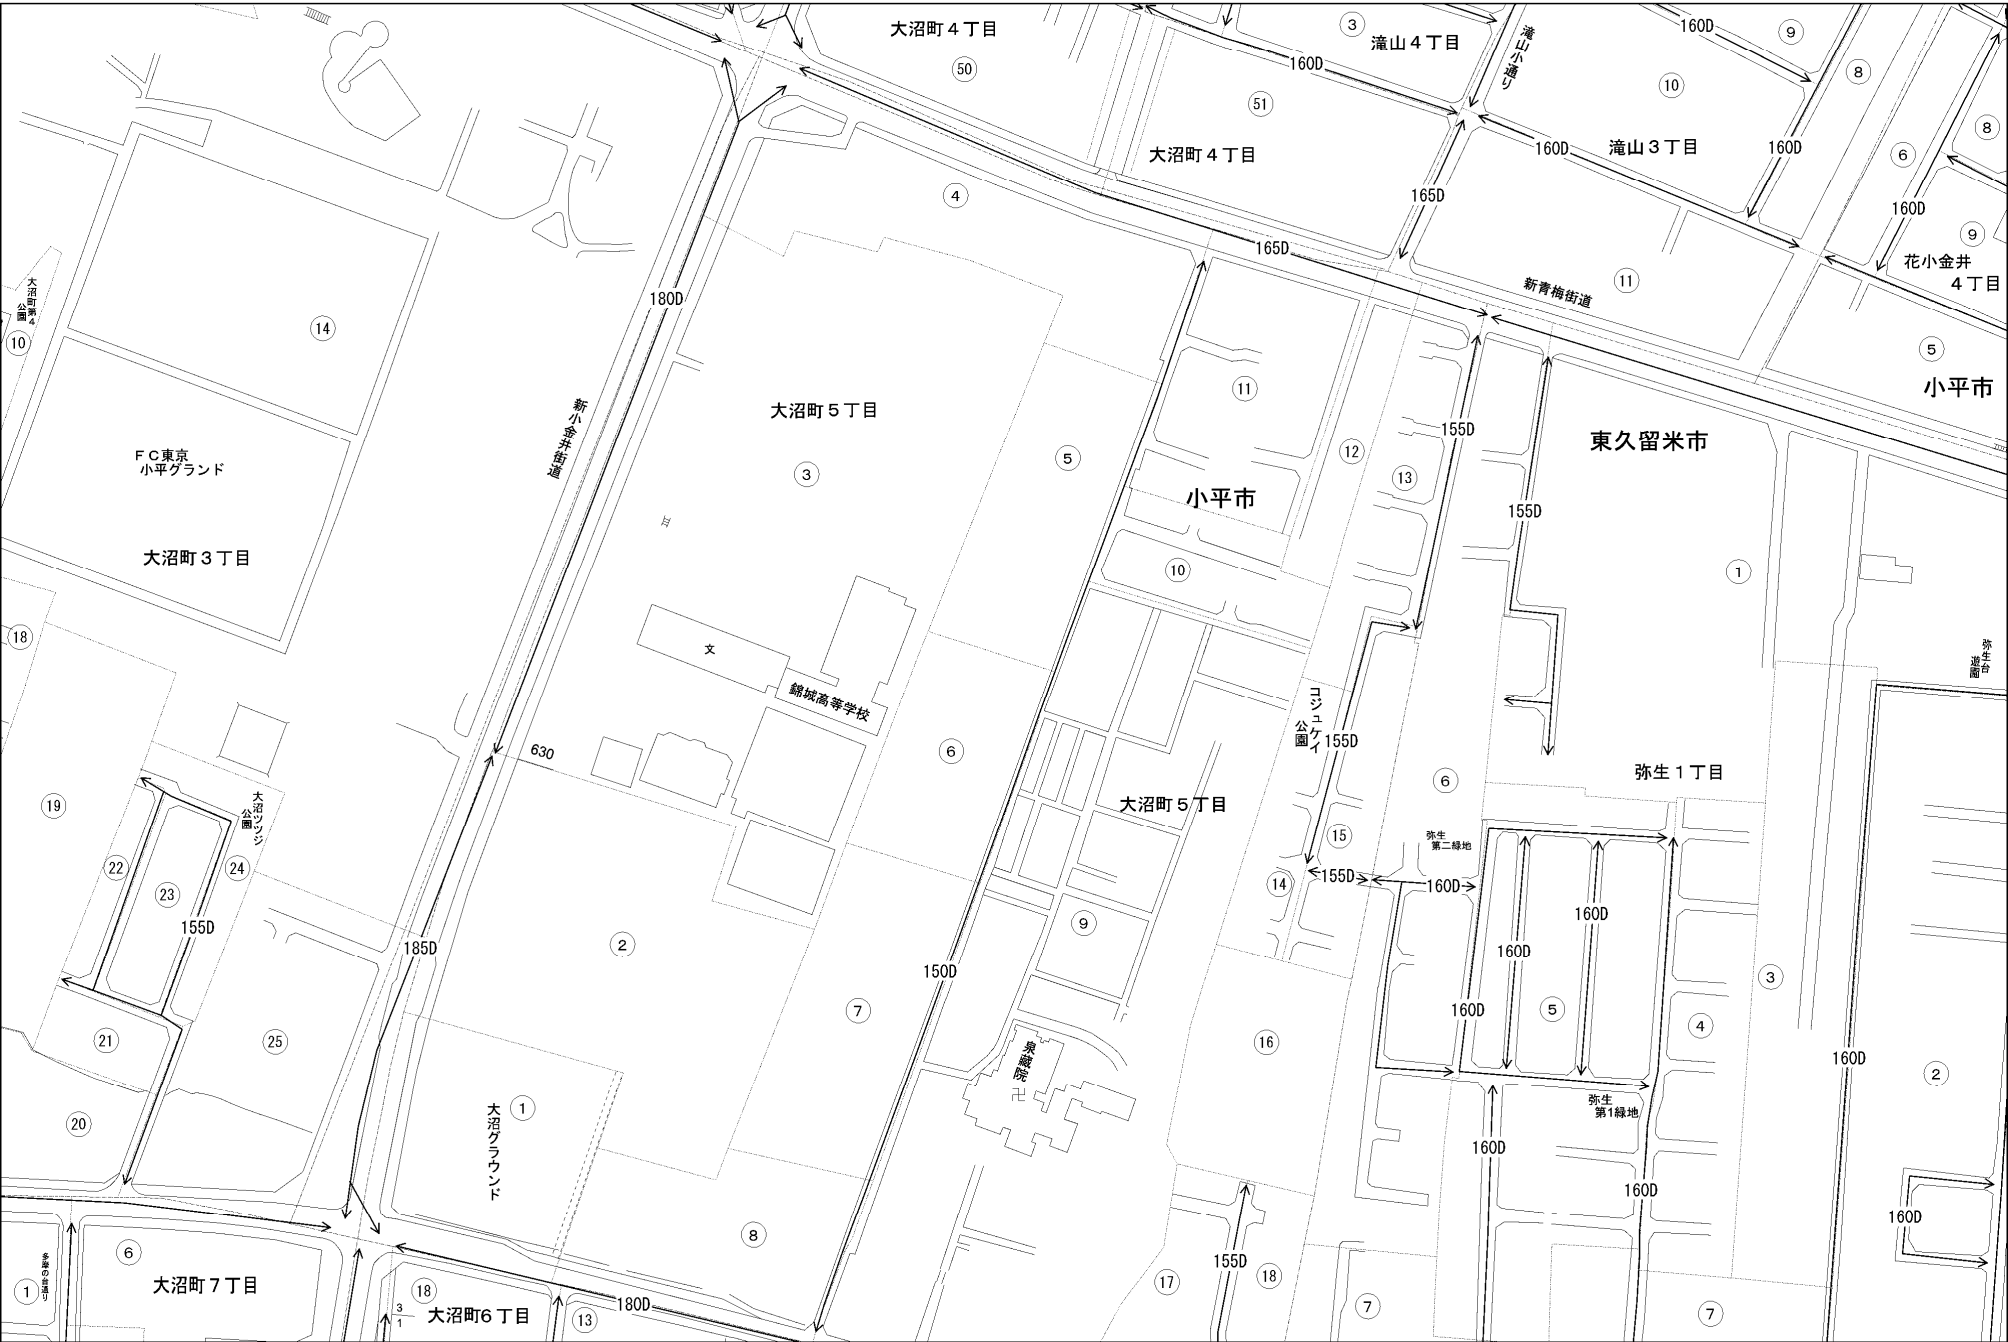 大沼町４丁目
50
３
滝山４丁目
滝山小通り
160D
160D
９
８
10
51
160D
大沼町４丁目
160D
滝山３丁目
160D
８
６
165D
160D
９
４
165D
花小金井
４丁目
11
新青梅街道
180D
大沼町第４
公園
10
14
５
小平市
11
大沼町５丁目
新小金井街道
155D
東久留米市
12
ＦＣ東京
小平グランド
５
３
13
小平市
155D
大沼町３丁目
10
１
18
文
錦城高等学校
弥生台
遊園
コジュケイ
公園
155D
630
６
６
弥生１丁目
19
大沼ツツジ
公園
大沼町５丁目
15
弥生
第二緑地
22
23
24
14
155D
160D
155D
185D
２
９
160D
160D
150D
３
７
160D
５
４
21
25
16
泉蔵院
卍
160D
２
20
大沼グラウンド
１
弥生
第1緑地
160D
160D
160D
８
155D
６
多摩の台通り
１
大沼町７丁目
18
３
１
大沼町６丁目
180D
13
17
18
７
７